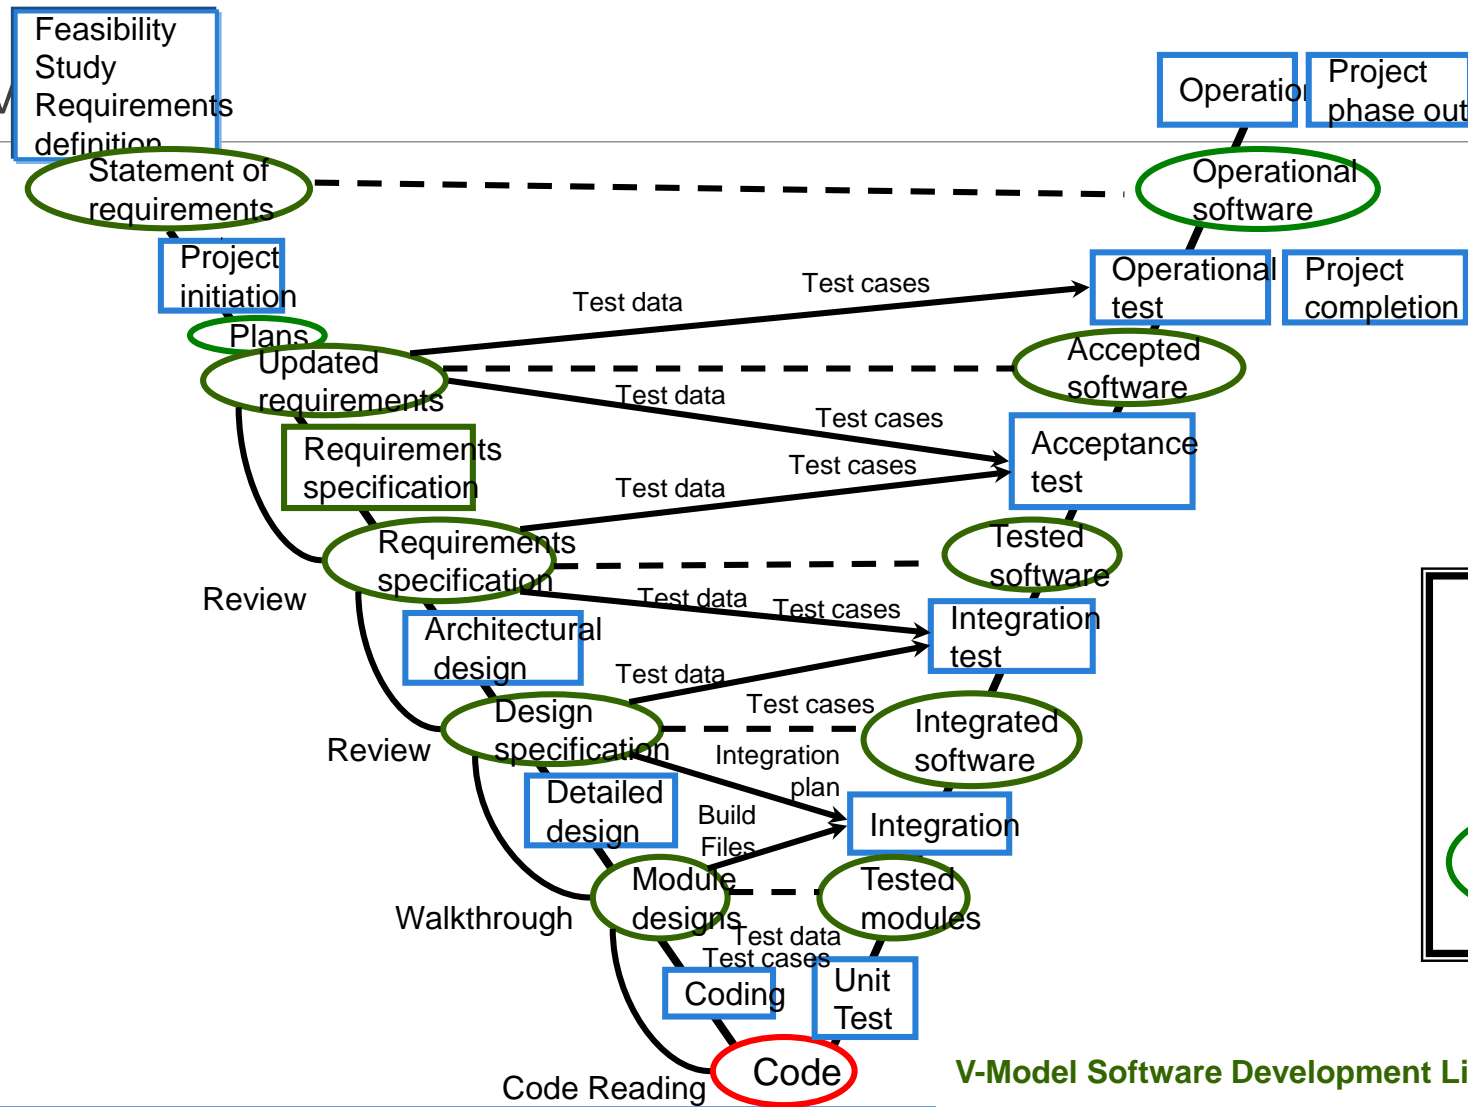 Feasibility
Study
Requirements
definition
Statement of
requirements
Project
initiation
Plans
Updated
requirements
Requirements
specification
Requirements
specification
Review
Architectural
design
Review
Design
specification
Detailed
design
Walkthrough
Module
designs
Coding
Code Reading
Code
Test data
Test cases
Test data
Test cases
Test data
Test cases
Test data
Test cases
Test data
Test cases
Integration
plan
Build
Files
Test data
Test cases
Unit
Test
Tested
modules
Integration
Integrated
software
Integration
test
Tested
software
Acceptance
test
Accepted
software
Operational
test
Project
completion
Operational
software
Operation
Project
phase out
V-Model Software Development Li